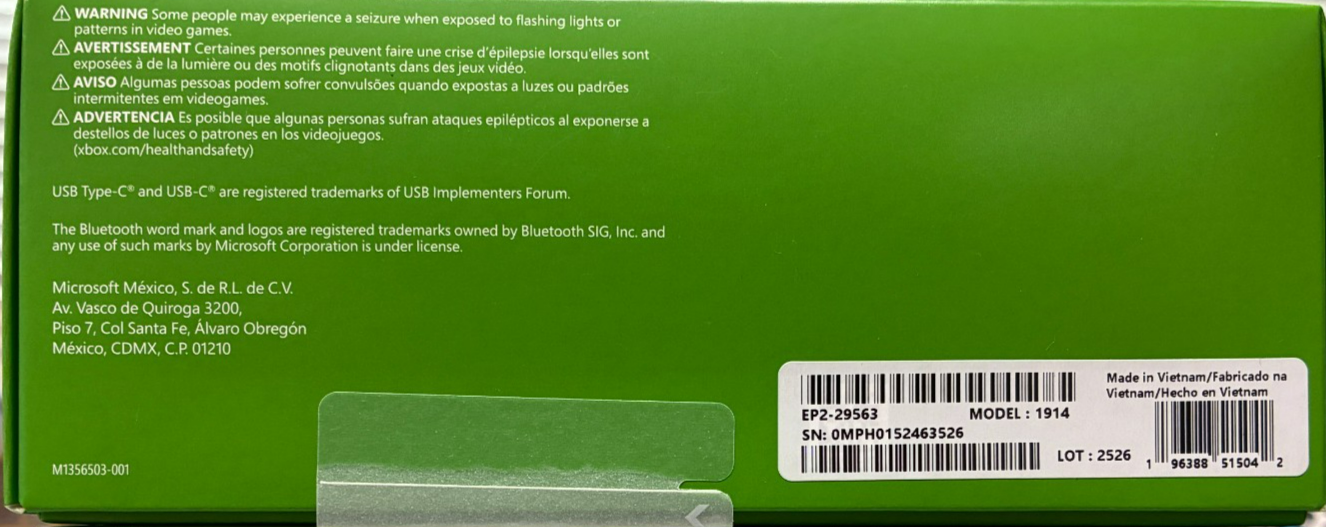 ⚠ WARNING Some people may experience a seizure when exposed to flashing lights or
patterns in video games.
⚠ AVERTISSEMENT Certaines personnes peuvent faire une crise d'épilepsie lorsqu'elles sont
exposées à de la lumière ou des motifs clignotants dans des jeux vidéo.
⚠ AVISO Algumas pessoas podem sofrer convulsões quando expostas a luzes ou padrões
intermitentes em videogames.
⚠ ADVERTENCIA Es posible que algunas personas sufran ataques epilépticos al exponerse a
destellos de luces o patrones en los videojuegos.
(xbox.com/healthandsafety)
USB Type-C® and USB-C® are registered trademarks of USB Implementers Forum.
The Bluetooth word mark and logos are registered trademarks owned by Bluetooth SIG, Inc. and
any use of such marks by Microsoft Corporation is under license.
Microsoft México, S. de R.L. de C.V.
Av. Vasco de Quiroga 3200,
Piso 7, Col Santa Fe, Álvaro Obregón
México, CDMX, C.P. 01210
M1356503-001
Made in Vietnam/Fabricado na
Vietnam/Hecho en Vietnam
EP2-29563 MODEL : 1914
SN: 0MPH0152463526
LOT : 2526
1 96388 51504 2